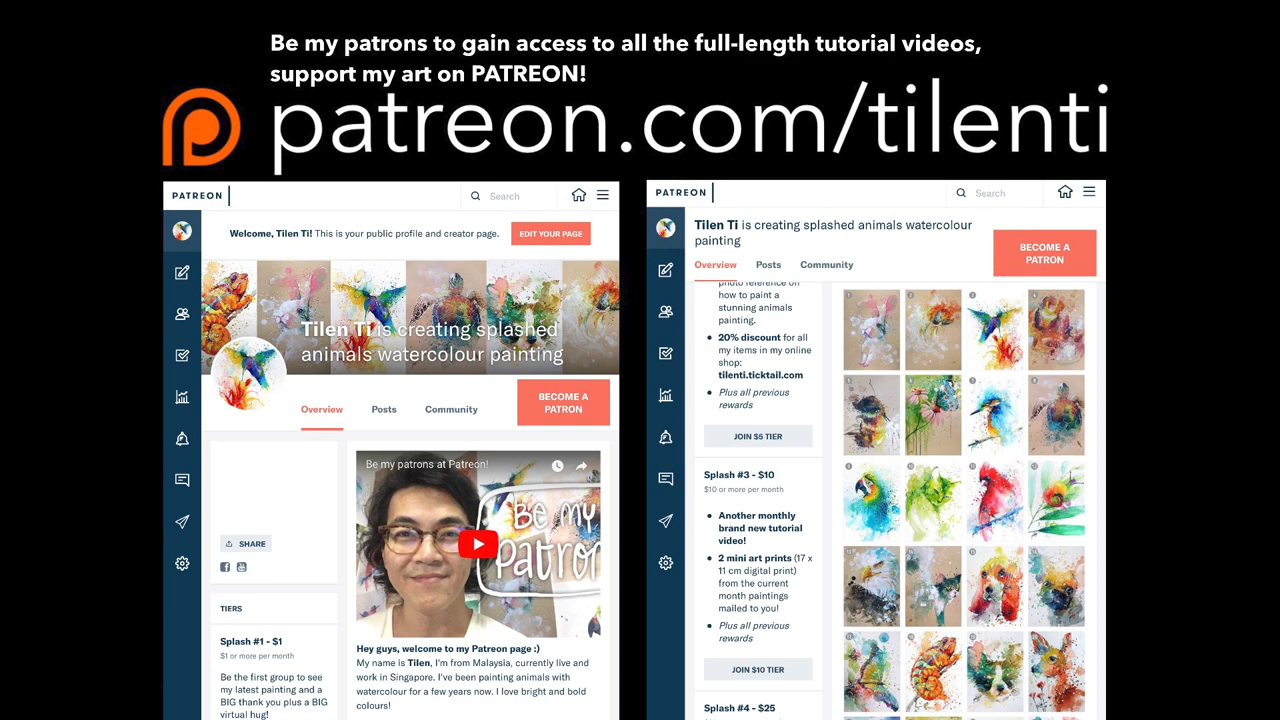 Be my patrons to gain access to all the full-length tutorial videos,
support my art on PATREON!
patreon.com/tilenti
PATREON
Search
Welcome, Tilen Ti! This is your public profile and creator page.
EDIT YOUR PAGE
Tilen Ti is creating splashed
animals watercolour painting
Overview
Posts
Community
BECOME A
PATRON
SHARE
TIERS
Splash #1 - $1
$1 or more per month
Be the first group to see
my latest painting and a
BIG thank you plus a BIG
virtual hug!
Be my patrons at Patreon!
BE MY
Patron
Hey guys, welcome to my Patreon page :)
My name is Tilen, I'm from Malaysia, currently live and
work in Singapore. I've been painting animals with
watercolour for a few years now. I love bright and bold
colours!
PATREON
Search
Tilen Ti is creating splashed animals watercolour
painting
BECOME A
PATRON
Overview
Posts
Community
photo reference on
how to paint a
stunning animals
painting.
20% discount for all
my items in my online
shop:
tilenti.ticktail.com
Plus all previous
rewards
JOIN $5 TIER
Splash #3 - $10
$10 or more per month
Another monthly
brand new tutorial
video!
2 mini art prints (17 x
11 cm digital print)
from the current
month paintings
mailed to you!
Plus all previous
rewards
JOIN $10 TIER
Splash #4 - $25